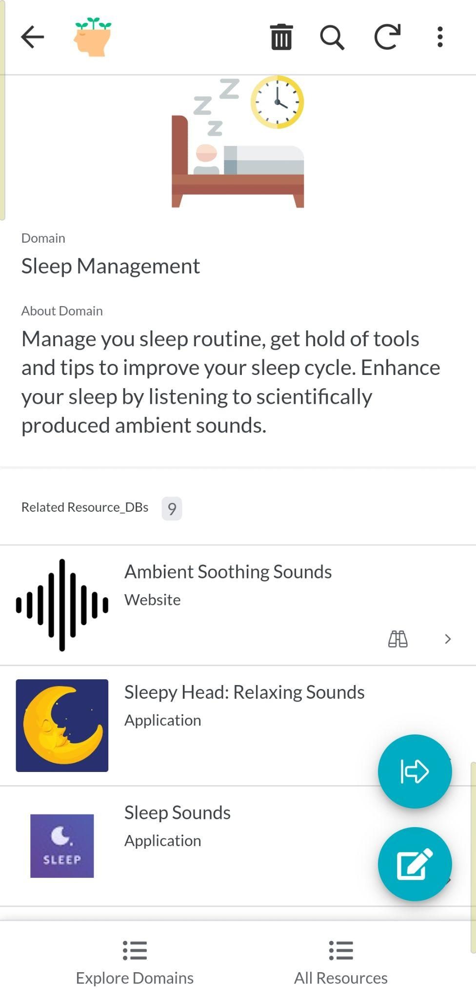 Z
Z
Z
Domain
Sleep Management
About Domain
Manage you sleep routine, get hold of tools
and tips to improve your sleep cycle. Enhance
your sleep by listening to scientifically
produced ambient sounds.
Related Resource_DBs 9
Ambient Soothing Sounds
Website
Sleepy Head: Relaxing Sounds
Application
Sleep Sounds
Application
SLEEP
Explore Domains
All Resources